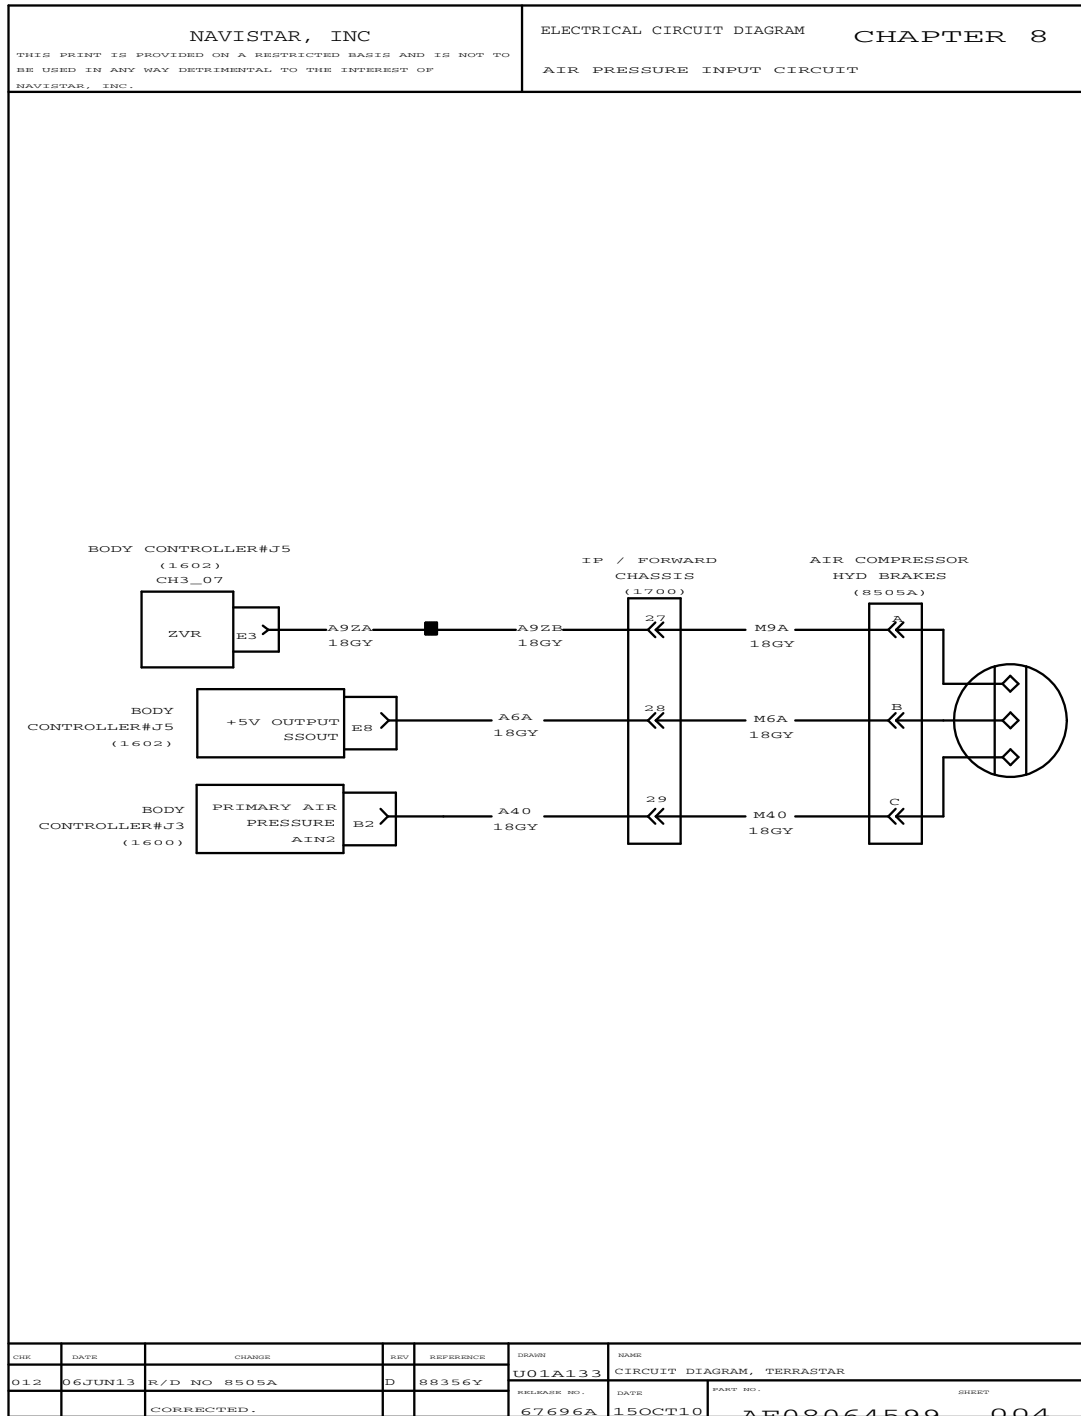 NAVISTAR, INC
THIS PRINT IS PROVIDED ON A RESTRICTED BASIS AND IS NOT TO
BE USED IN ANY WAY DETRIMENTAL TO THE INTEREST OF
NAVISTAR, INC.
ELECTRICAL CIRCUIT DIAGRAM
CHAPTER 8
AIR PRESSURE INPUT CIRCUIT
BODY CONTROLLER#J5
(1602)
CH3_07
ZVR
E3
A9ZA
18GY
A9ZB
18GY
IP / FORWARD
CHASSIS
(1700)
27
M9A
18GY
AIR COMPRESSOR
HYD BRAKES
(8505A)
A
BODY
CONTROLLER#J5
(1602)
+5V OUTPUT
SSOUT
E8
A6A
18GY
28
M6A
18GY
B
BODY
CONTROLLER#J3
(1600)
PRIMARY AIR
PRESSURE
AIN2
B2
A40
18GY
29
M40
18GY
C
CHK
DATE
CHANGE
REV
REFERENCE
012
06JUN13
R/D NO 8505A
D
88356Y
CORRECTED.
DRAWN
U01A133
NAME
CIRCUIT DIAGRAM, TERRASTAR
RELEASE NO.
67696A
DATE
15OCT10
PART NO.
AF08064599
SHEET
004